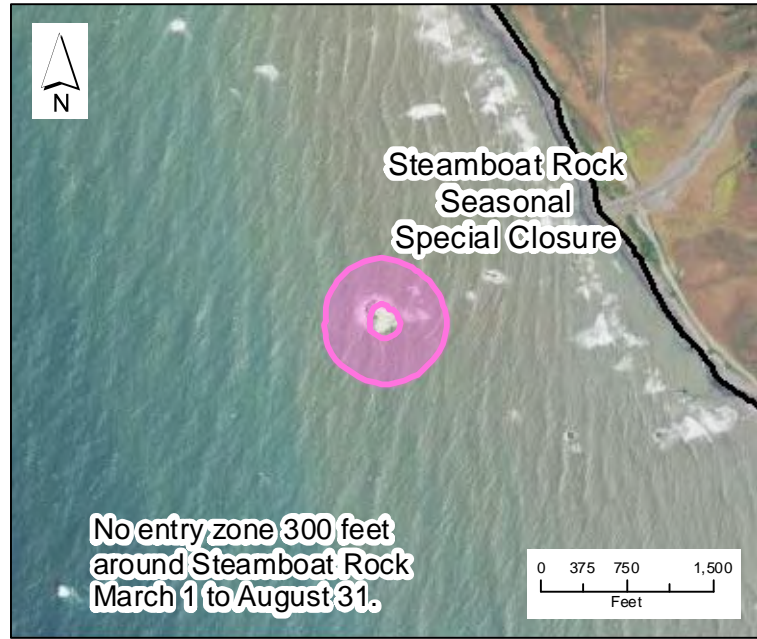 N
Steamboat Rock
Seasonal
Special Closure
No entry zone 300 feet
around Steamboat Rock
March 1 to August 31.
0 375 750 1,500
Feet